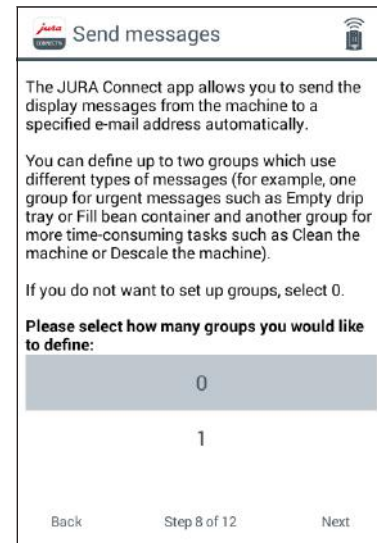 jura
CONNECT
Send messages
The JURA Connect app allows you to send the
display messages from the machine to a
specified e-mail address automatically.
You can define up to two groups which use
different types of messages (for example, one
group for urgent messages such as Empty drip
tray or Fill bean container and another group for
more time-consuming tasks such as Clean the
machine or Descale the machine).
If you do not want to set up groups, select 0.
Please select how many groups you would like
to define:
0
1
Back Step 8 of 12 Next